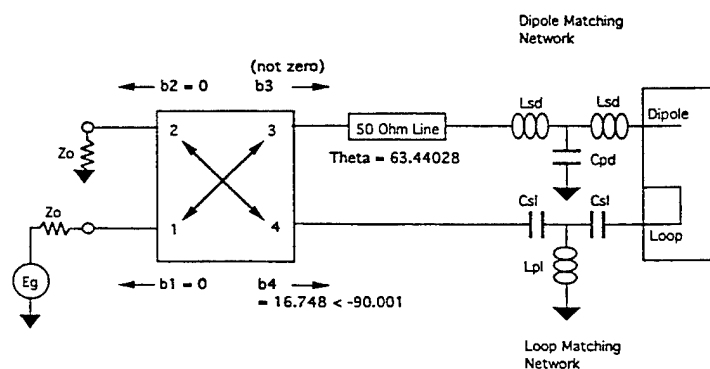 Dipole Matching
Network
(not zero)
b2 = 0 b3
Lsd Lsd
Dipole
2 3
50 Ohm Line
Zo
Theta = 63.44028
Cpd
Zo
Csl Csl
1 4
Loop
Eg
Lpl
b1 = 0 b4
= 16.748 < -90.001
Loop Matching
Network